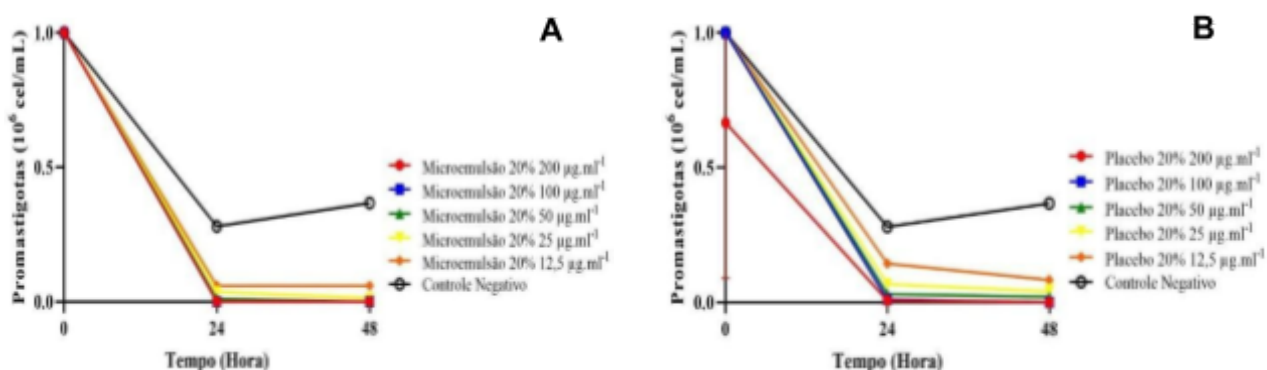 A
Promastigotas (10⁶ cel/mL)
1.0
0.5
0.0
0
24
48
Tempo (Hora)
Microemulsão 20% 200 µg.ml⁻¹
Microemulsão 20% 100 µg.ml⁻¹
Microemulsão 20% 50 µg.ml⁻¹
Microemulsão 20% 25 µg.ml⁻¹
Microemulsão 20% 12,5 µg.ml⁻¹
Controle Negativo
B
Promastigotas (10⁶ cel/mL)
1.0
0.5
0.0
0
24
48
Tempo (Hora)
Placebo 20% 200 µg.ml⁻¹
Placebo 20% 100 µg.ml⁻¹
Placebo 20% 50 µg.ml⁻¹
Placebo 20% 25 µg.ml⁻¹
Placebo 20% 12,5 µg.ml⁻¹
Controle Negativo